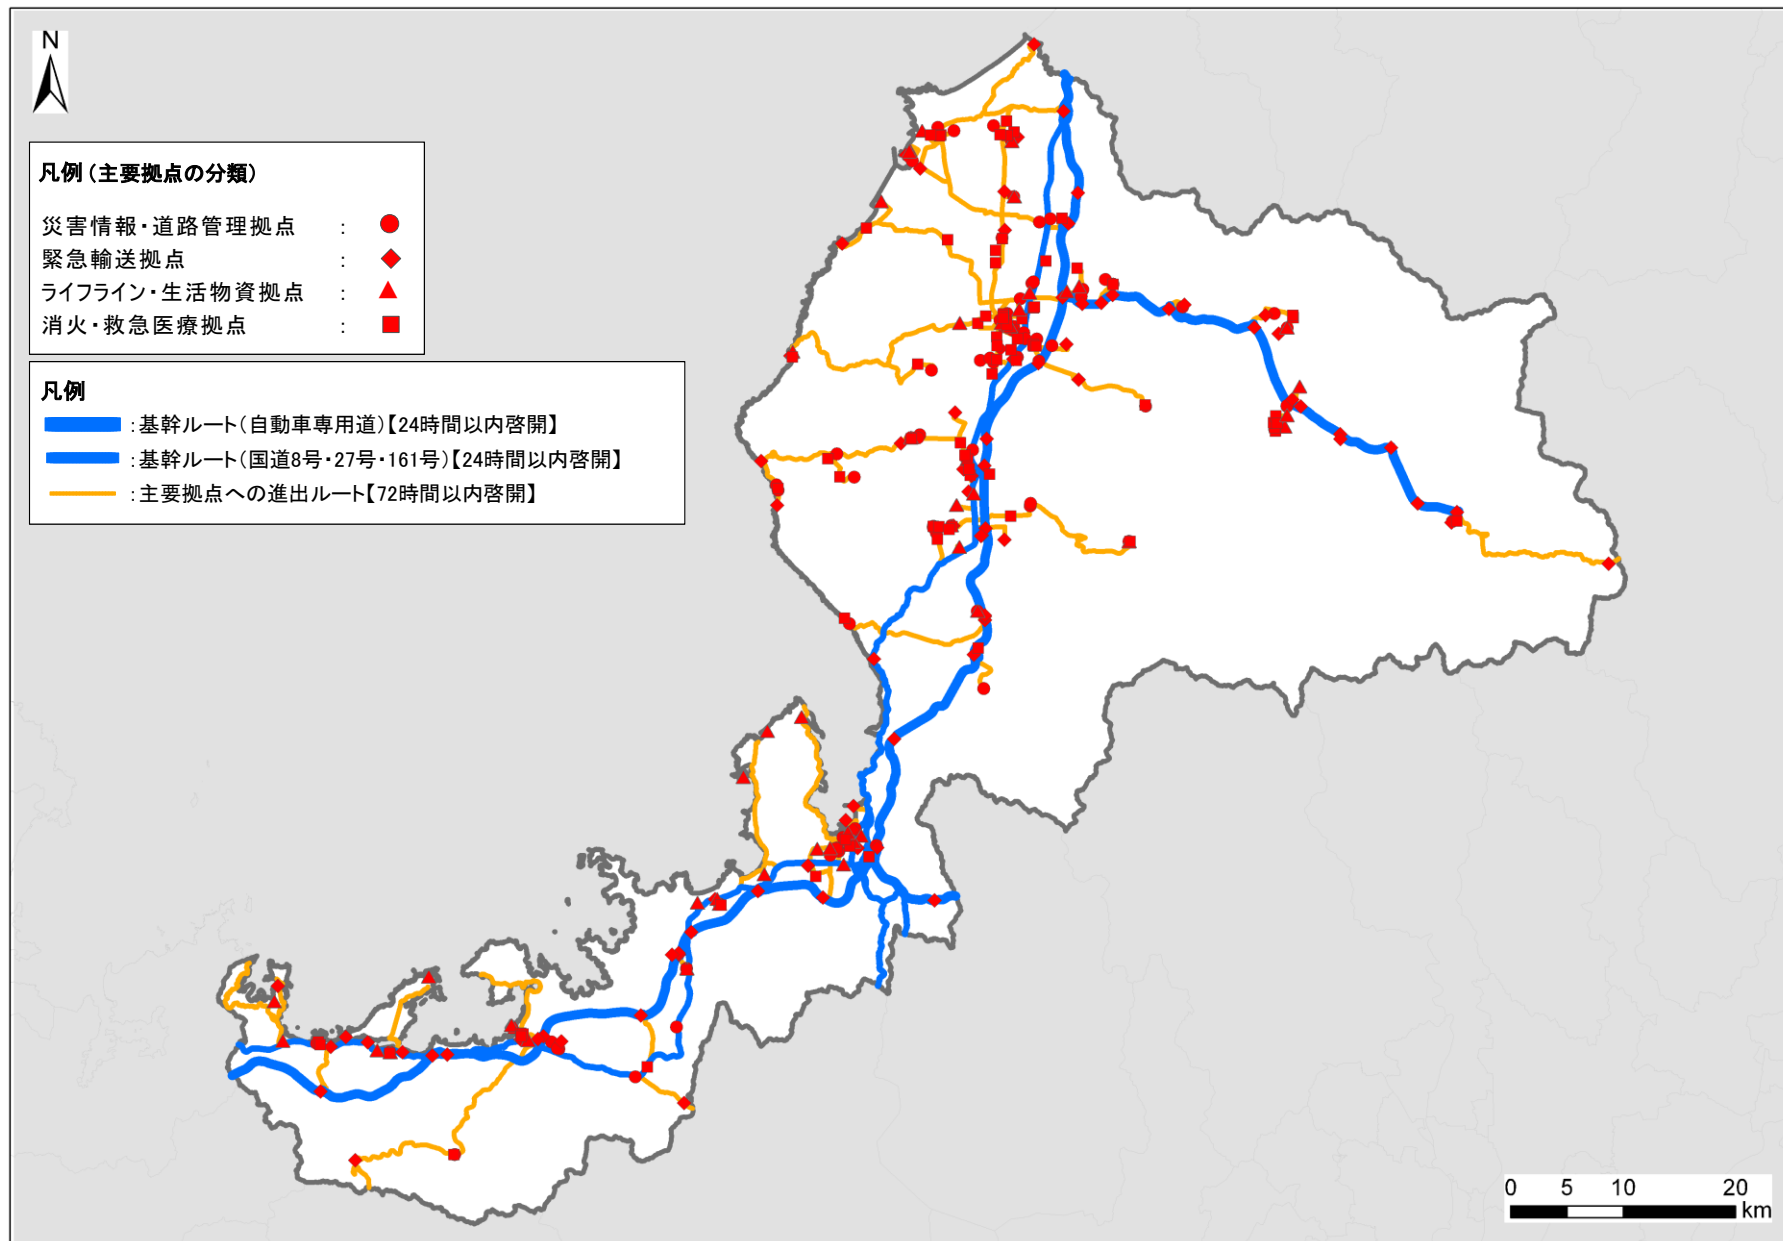 N
凡例（主要拠点の分類）
災害情報・道路管理拠点 ：
緊急輸送拠点 ：
ライフライン・生活物資拠点 ：
消火・救急医療拠点 ：
凡例
：基幹ルート（自動車専用道）【24時間以内啓開】
：基幹ルート（国道8号・27号・161号）【24時間以内啓開】
：主要拠点への進出ルート【72時間以内啓開】
0 5 10 20
km